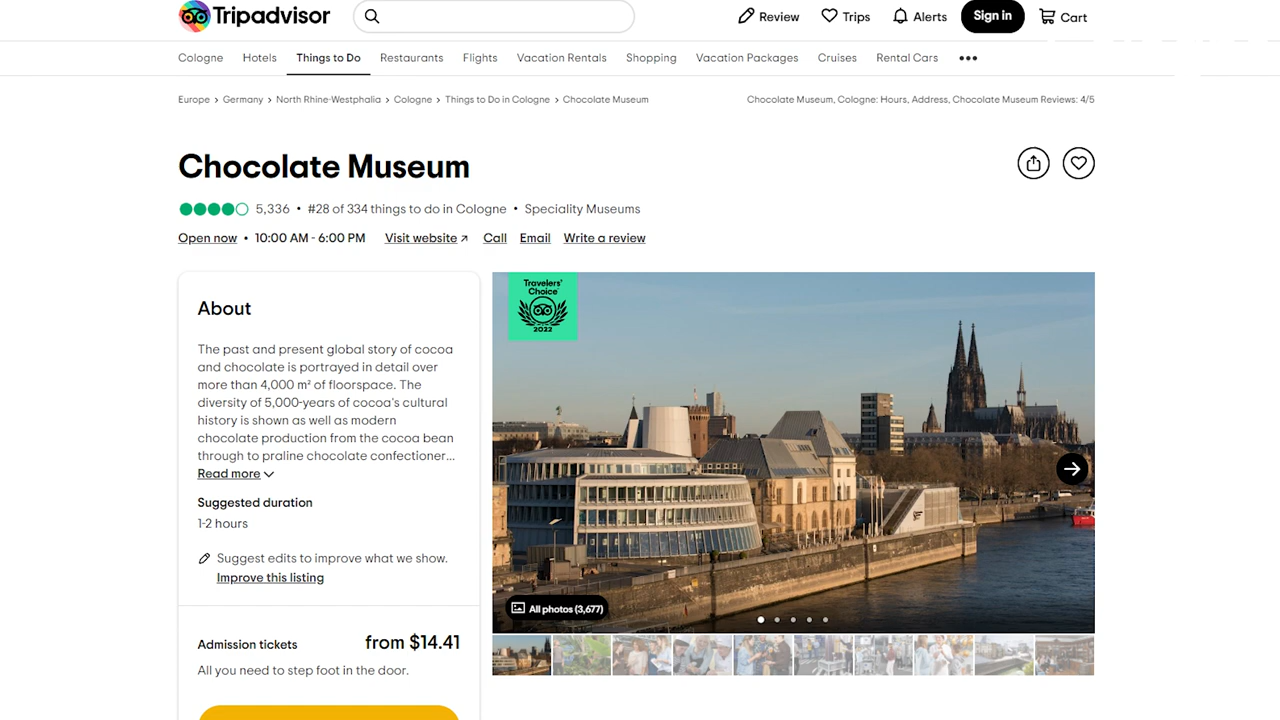 Tripadvisor
Review
Trips
Alerts
Sign in
Cart
Cologne
Hotels
Things to Do
Restaurants
Flights
Vacation Rentals
Shopping
Vacation Packages
Cruises
Rental Cars
•••
Europe > Germany > North Rhine-Westphalia > Cologne > Things to Do in Cologne > Chocolate Museum
Chocolate Museum, Cologne: Hours, Address, Chocolate Museum Reviews: 4/5
Chocolate Museum
5,336 • #28 of 334 things to do in Cologne • Speciality Museums
Open now • 10:00 AM - 6:00 PM Visit website ↗ Call Email Write a review
About
The past and present global story of cocoa
and chocolate is portrayed in detail over
more than 4,000 m² of floorspace. The
diversity of 5,000-years of cocoa's cultural
history is shown as well as modern
chocolate production from the cocoa bean
through to praline chocolate confectioner...
Read more
Suggested duration
1-2 hours
Suggest edits to improve what we show.
Improve this listing
Admission tickets from $14.41
All you need to step foot in the door.
Travelers'
Choice
2022
All photos (3,677)